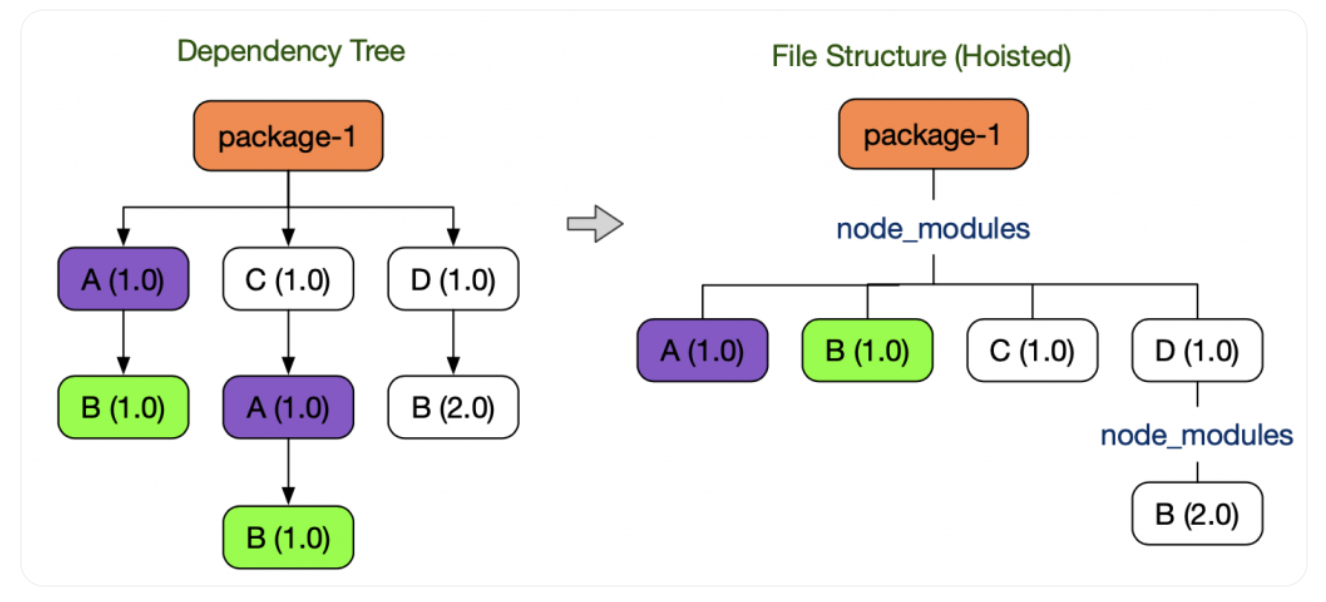 Dependency Tree
package-1
A (1.0)
C (1.0)
D (1.0)
B (1.0)
A (1.0)
B (2.0)
B (1.0)
File Structure (Hoisted)
package-1
node_modules
A (1.0)
B (1.0)
C (1.0)
D (1.0)
node_modules
B (2.0)